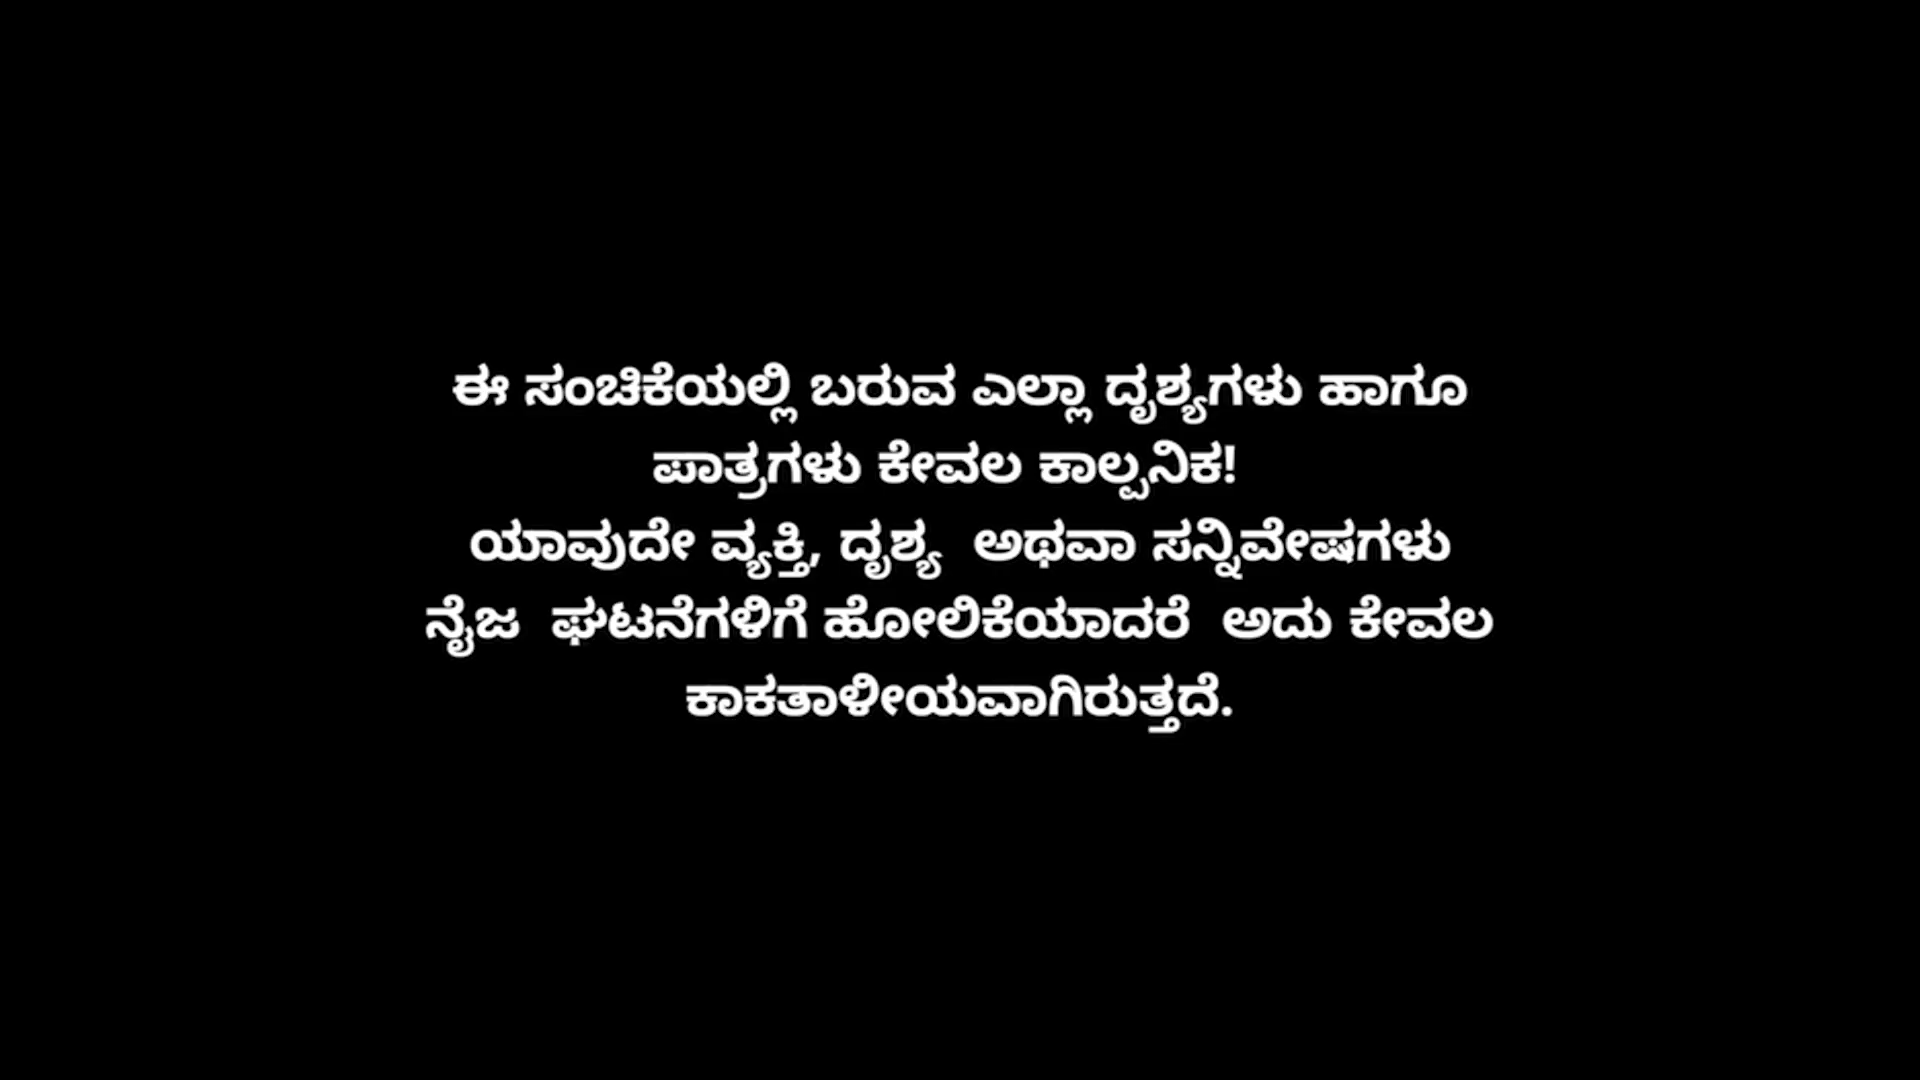 ಈ ಸಂಚಿಕೆಯಲ್ಲಿ ಬರುವ ಎಲ್ಲಾ ದೃಶ್ಯಗಳು ಹಾಗೂ
ಪಾತ್ರಗಳು ಕೇವಲ ಕಾಲ್ಪನಿಕ!
ಯಾವುದೇ ವ್ಯಕ್ತಿ, ದೃಶ್ಯ ಅಥವಾ ಸನ್ನಿವೇಷಗಳು
ನೈಜ ಘಟನೆಗಳಿಗೆ ಹೋಲಿಕೆಯಾದರೆ ಅದು ಕೇವಲ
ಕಾಕತಾಳೀಯವಾಗಿರುತ್ತದೆ.